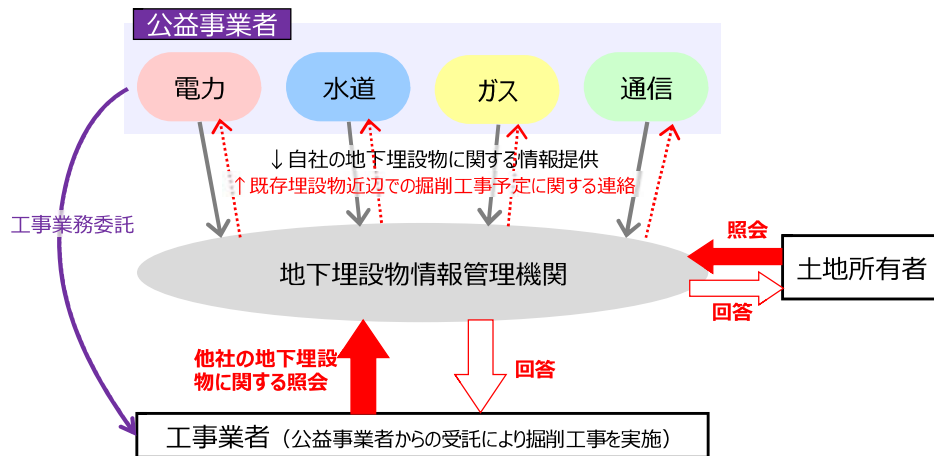 公益事業者
電力
水道
ガス
通信
↓自社の地下埋設物に関する情報提供
↑既存埋設物近辺での掘削工事予定に関する連絡
工事業務委託
照会
土地所有者
地下埋設物情報管理機関
回答
他社の地下埋設
物に関する照会
回答
工事業者（公益事業者からの受託により掘削工事を実施）